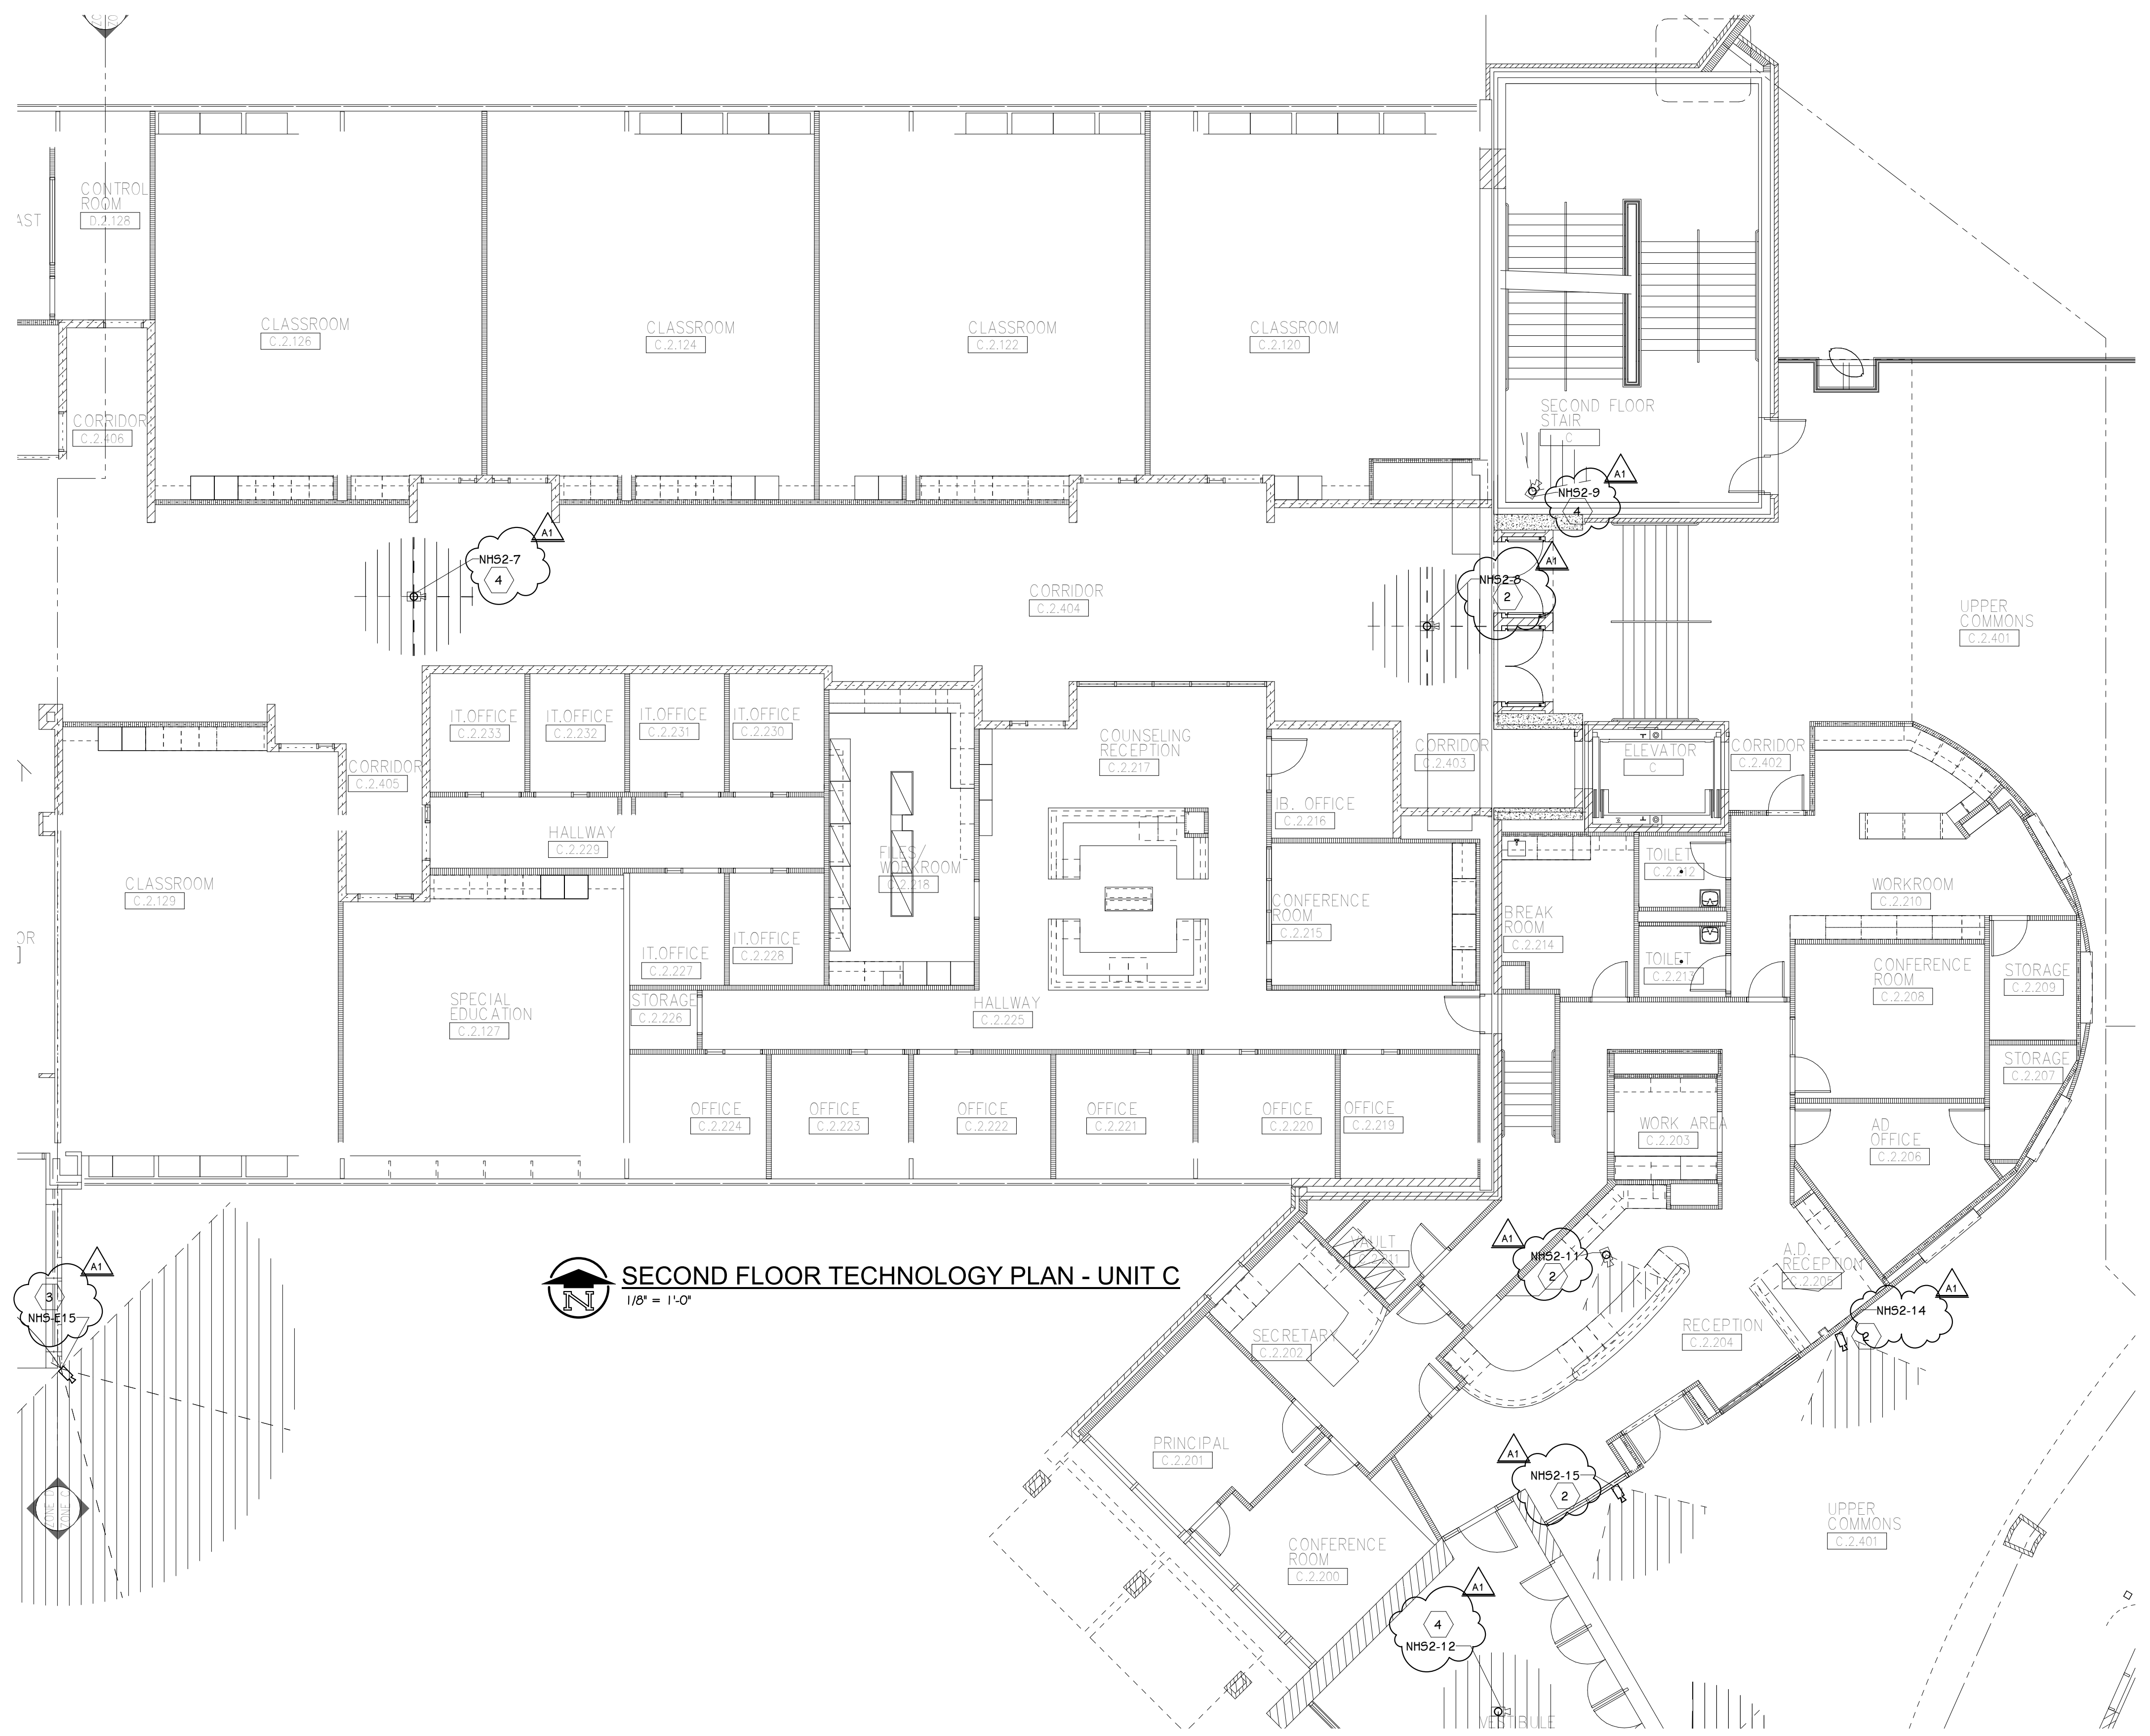 CONTROL
ROOM
D.2.128
AST
CLASSROOM
C.2.126
CLASSROOM
C.2.124
CLASSROOM
C.2.122
CLASSROOM
C.2.120
CORRIDOR
C.2.406
SECOND FLOOR
STAIR
C
NHS2-9
4
A1
NHS2-7
4
A1
NHS2-8
2
A1
CORRIDOR
C.2.404
UPPER
COMMONS
C.2.401
IT.OFFICE
C.2.233
IT.OFFICE
C.2.232
IT.OFFICE
C.2.231
IT.OFFICE
C.2.230
COUNSELING
RECEPTION
C.2.217
CORRIDOR
C.2.403
ELEVATOR
C
CORRIDOR
C.2.402
CORRIDOR
C.2.405
IB. OFFICE
C.2.216
HALLWAY
C.2.229
FILES/
WORKROOM
C.2.218
TOILET
C.2.212
CLASSROOM
C.2.129
WORKROOM
C.2.210
CONFERENCE
ROOM
C.2.215
BREAK
ROOM
C.2.214
OR
IT.OFFICE
C.2.227
IT.OFFICE
C.2.228
TOILET
C.2.213
CONFERENCE
ROOM
C.2.208
STORAGE
C.2.209
SPECIAL
EDUCATION
C.2.127
STORAGE
C.2.226
HALLWAY
C.2.225
STORAGE
C.2.207
OFFICE
C.2.224
OFFICE
C.2.223
OFFICE
C.2.222
OFFICE
C.2.221
OFFICE
C.2.220
OFFICE
C.2.219
WORK AREA
C.2.203
AD
OFFICE
C.2.206
VAULT
A1
NHS2-11
2
A.D.
RECEPTION
C.2.205
A1
3
NHS-E15
N
SECOND FLOOR TECHNOLOGY PLAN - UNIT C
1/8" = 1'-0"
A1
NHS2-14
2
SECRETARY
C.2.202
RECEPTION
C.2.204
PRINCIPAL
C.2.201
A1
NHS2-15
2
ZONE D
ZONE C
UPPER
COMMONS
C.2.401
CONFERENCE
ROOM
C.2.200
A1
4
NHS2-12
VESTIBULE